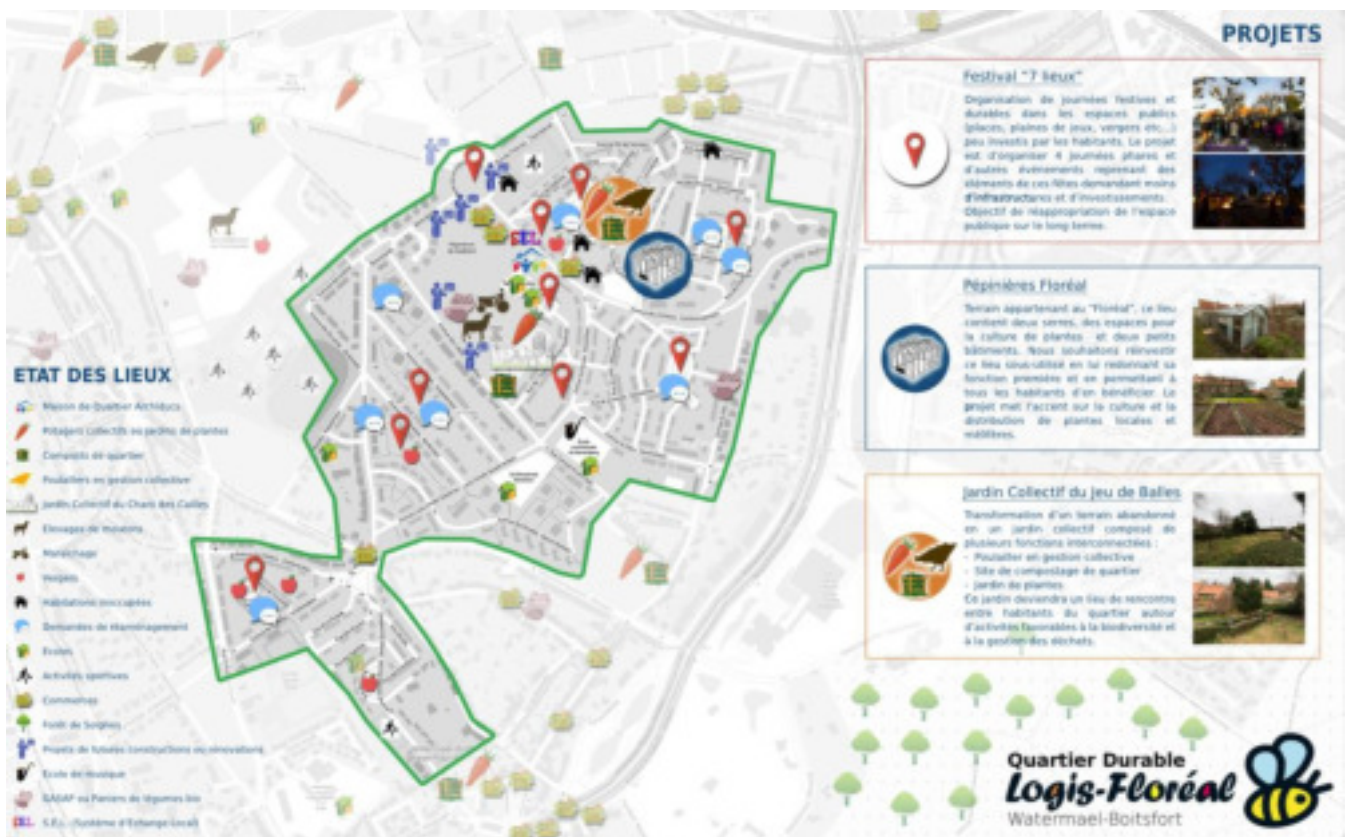 PROJETS
Festival "7 lieux"
Organisation de journées festives et
durables dans les espaces publics
(places, plaines de jeux, vergers etc...)
peu investis par les habitants. Le projet
est d'organiser 4 journées phares et
d'autres événements reprenant des
éléments de ces fêtes demandant moins
d'infrastructures et d'investissements.
Objectif de réappropriation de l'espace
publique sur le long terme.
Pépinières Floréal
Terrain appartenant au "Floréal", ce lieu
contient deux serres, des espaces pour
la culture de plantes et deux petits
bâtiments. Nous souhaitons réinvestir
ce lieu sous-utilisé en lui redonnant sa
fonction première et en permettant à
tous les habitants d'en bénéficier. Le
projet met l'accent sur la culture et la
distribution de plantes locales et
mellifères.
Jardin Collectif du Jeu de Balles
Transformation d'un terrain abandonné
en un jardin collectif composé de
plusieurs fonctions interconnectées :
- Poulailler en gestion collective
- Site de compostage de quartier
- Jardin de plantes
Ce jardin deviendra un lieu de rencontre
entre habitants du quartier autour
d'activités favorables à la biodiversité et
à la gestion des déchets.
ETAT DES LIEUX
Maison de Quartier Archiducs
Potagers collectifs ou jardins de plantes
Composts de quartier
Poulaillers en gestion collective
Jardin Collectif du Chant des Cailles
Elevages de moutons
Maraîchage
Vergers
Habitations inoccupées
Demandes de réaménagement
Ecoles
Activités sportives
Commerces
Forêt de Soignes
Projets de futures constructions ou rénovations
Ecole de musique
GASAP ou Paniers de légumes bio
S.E.L. (Système d'Echange Local)
Quartier Durable
Logis-Floréal
Watermael-Boitsfort